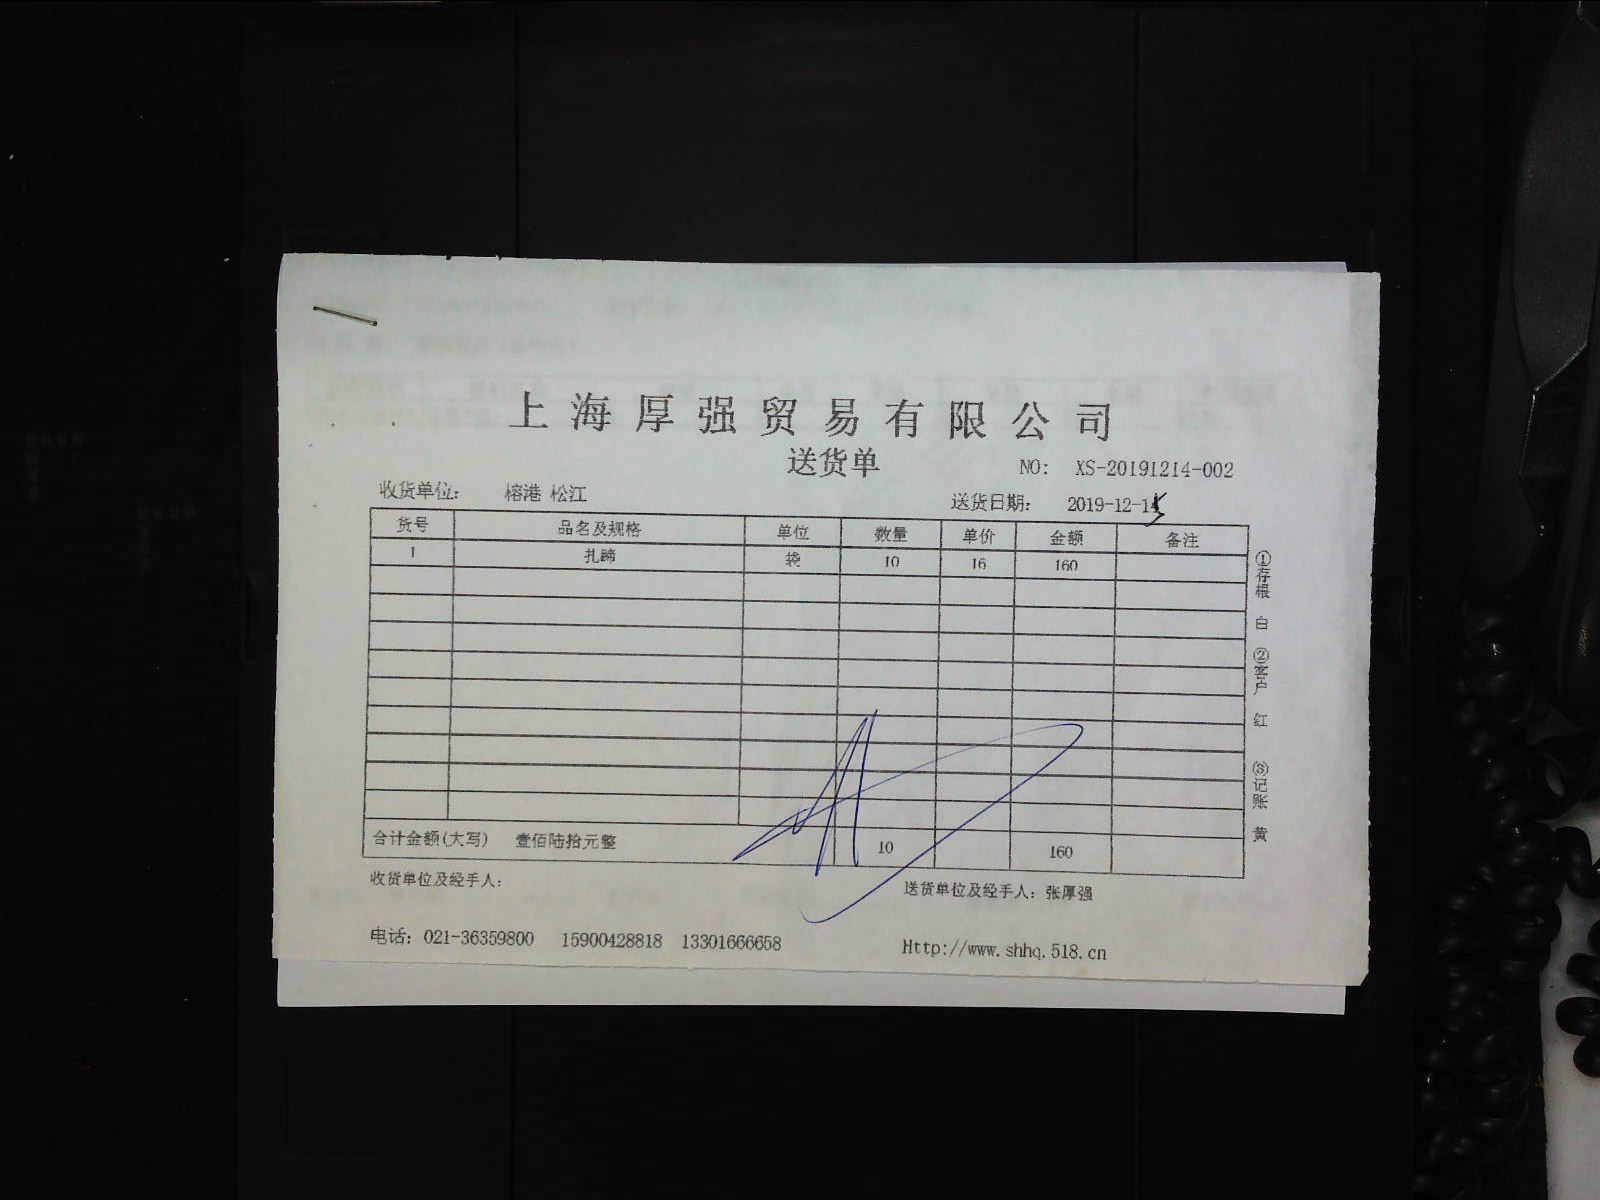 上海厚强贸易有限公司
送货单 NO: XS-20191214-002
收货单位: 榕港 松江 送货日期: 2019-12-15
货号 品名及规格 单位 数量 单价 金额 备注
1 扎蹄 袋 10 16 160
合计金额(大写) 壹佰陆拾元整 10 160
收货单位及经手人: 送货单位及经手人: 张厚强
电话: 021-36359800 15900428818 13301666658 Http://www.shhq.518.cn
①存根 白 ②客户 红 ③记账 黄